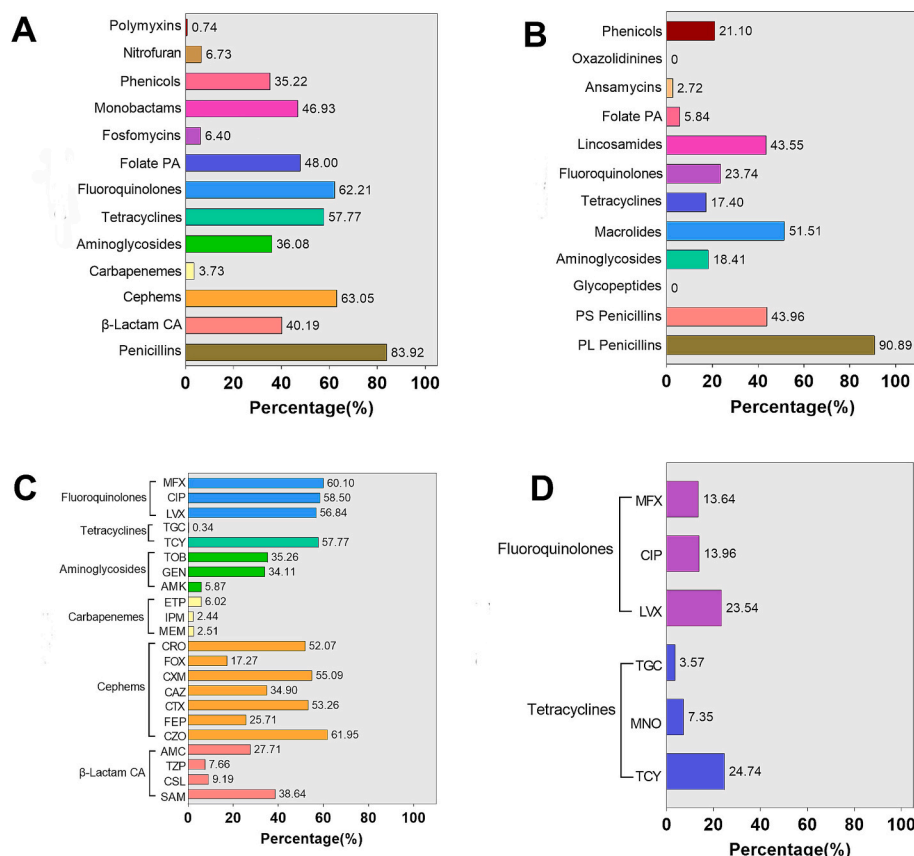 A
Polymyxins 0.74
Nitrofuran 6.73
Phenicols 35.22
Monobactams 46.93
Fosfomycins 6.40
Folate PA 48.00
Fluoroquinolones 62.21
Tetracyclines 57.77
Aminoglycosides 36.08
Carbapenemes 3.73
Cephems 63.05
β-Lactam CA 40.19
Penicillins 83.92
0 20 40 60 80 100
Percentage(%)
B
Phenicols 21.10
Oxazolidinines 0
Ansamycins 2.72
Folate PA 5.84
Lincosamides 43.55
Fluoroquinolones 23.74
Tetracyclines 17.40
Macrolides 51.51
Aminoglycosides 18.41
Glycopeptides 0
PS Penicillins 43.96
PL Penicillins 90.89
0 20 40 60 80 100
Percentage(%)
C
Fluoroquinolones
MFX 60.10
CIP 58.50
LVX 56.84
Tetracyclines
TGC 0.34
TCY 57.77
Aminoglycosides
TOB 35.26
GEN 34.11
AMK 5.87
Carbapenemes
ETP 6.02
IPM 2.44
MEM 2.51
Cephems
CRO 52.07
FOX 17.27
CXM 55.09
CAZ 34.90
CTX 53.26
FEP 25.71
CZO 61.95
β-Lactam CA
AMC 27.71
TZP 7.66
CSL 9.19
SAM 38.64
0 20 40 60 80 100
Percentage(%)
D
Fluoroquinolones
MFX 13.64
CIP 13.96
LVX 23.54
Tetracyclines
TGC 3.57
MNO 7.35
TCY 24.74
0 20 40 60 80 100
Percentage(%)